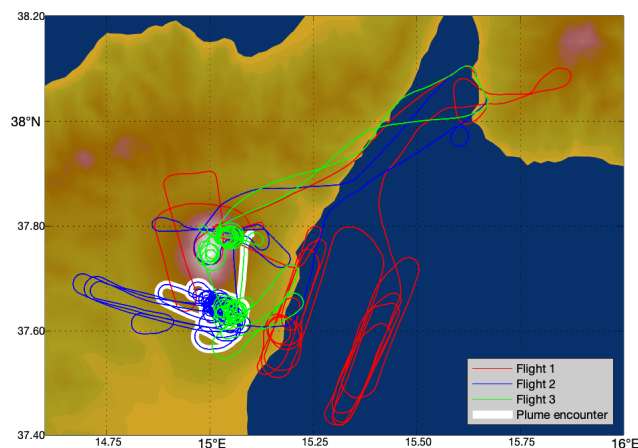 38.20
38°N
37.80
37.60
37.40
14.75
15°E
15.25
15.50
15.75
16°E
Flight 1
Flight 2
Flight 3
Plume encounter